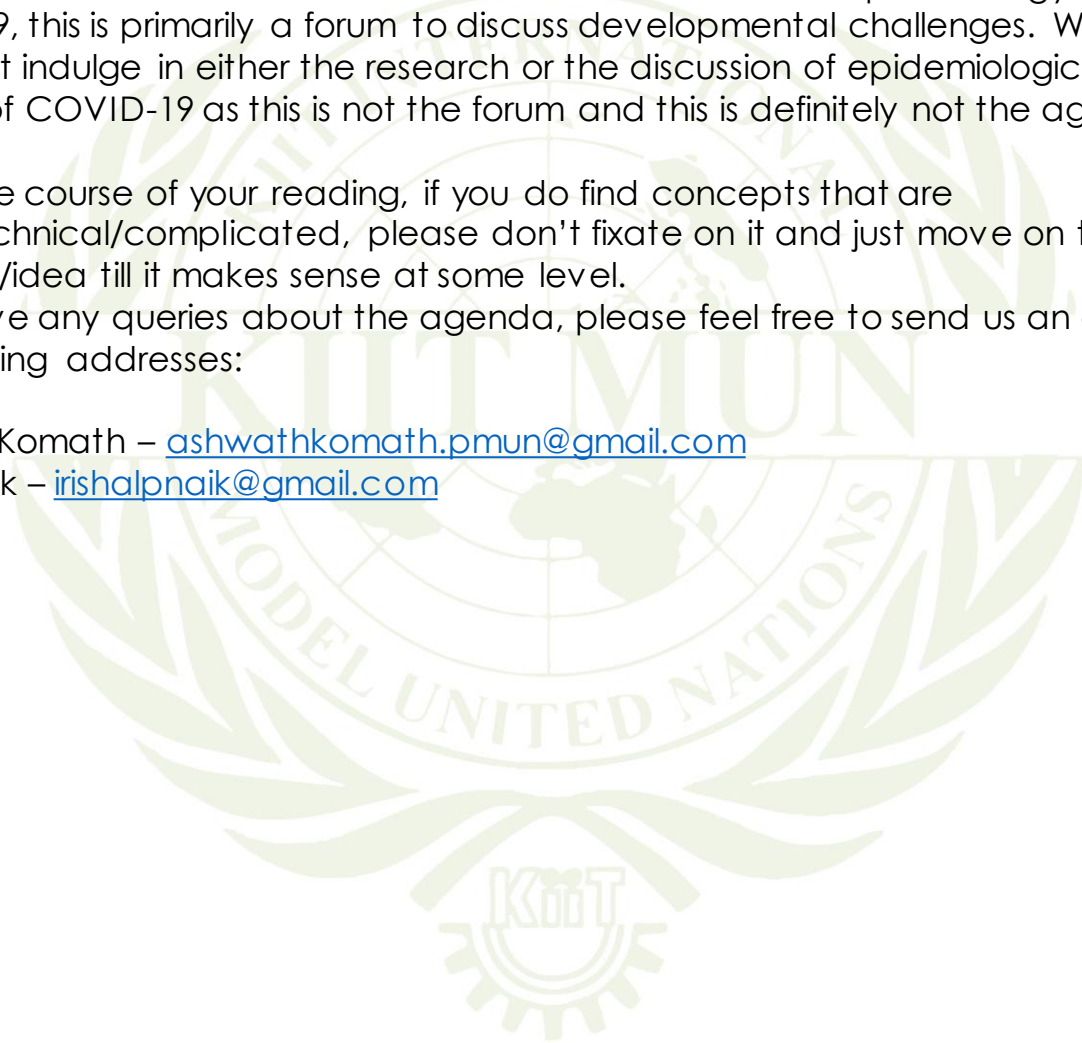 9, this is primarily a forum to discuss developmental challenges. W
t indulge in either the research or the discussion of epidemiologic
of COVID-19 as this is not the forum and this is definitely not the ag
e course of your reading, if you do find concepts that are
chnical/complicated, please don't fixate on it and just move on t
/idea till it makes sense at some level.
ve any queries about the agenda, please feel free to send us an
ing addresses:
Komath – ashwathkomath.pmun@gmail.com
k – irishalpnaik@gmail.com
KIIT INTERNATIONAL
KIIT MUN
MODEL UNITED NATIONS
KiiT